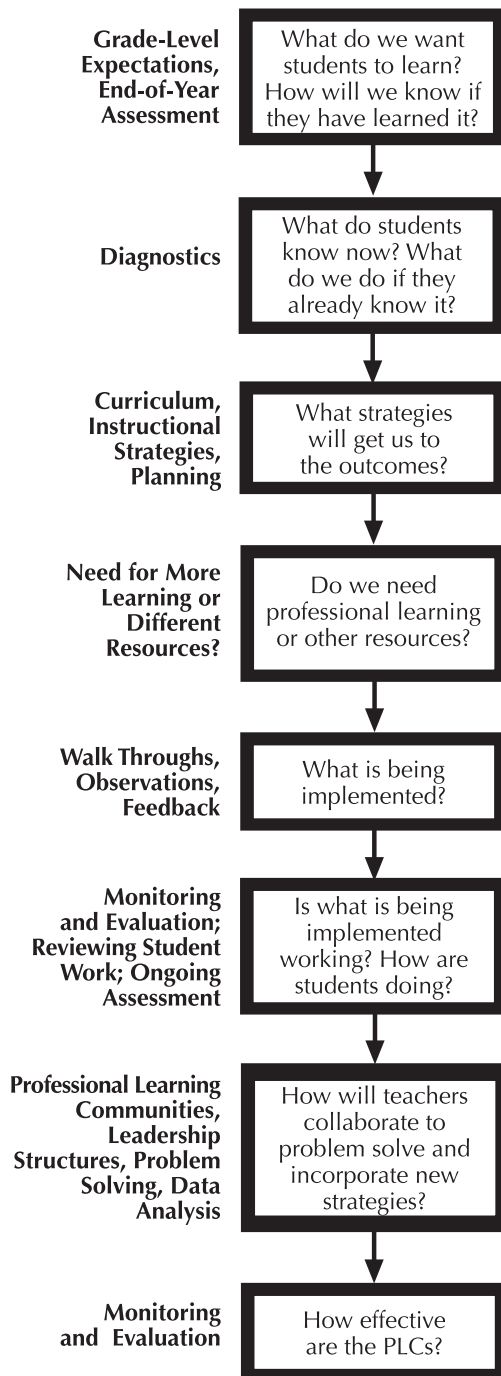 Grade-Level
Expectations,
End-of-Year
Assessment
What do we want
students to learn?
How will we know if
they have learned it?
Diagnostics
What do students
know now? What
do we do if they
already know it?
Curriculum,
Instructional
Strategies,
Planning
What strategies
will get us to
the outcomes?
Need for More
Learning or
Different
Resources?
Do we need
professional learning
or other resources?
Walk Throughs,
Observations,
Feedback
What is being
implemented?
Monitoring
and Evaluation;
Reviewing Student
Work; Ongoing
Assessment
Is what is being
implemented
working? How are
students doing?
Professional Learning
Communities,
Leadership
Structures, Problem
Solving, Data
Analysis
How will teachers
collaborate to
problem solve and
incorporate new
strategies?
Monitoring
and Evaluation
How effective
are the PLCs?